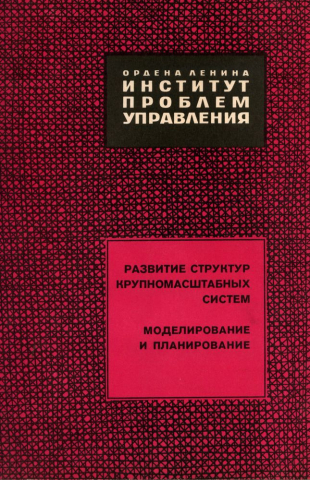 ОРДЕНА ЛЕНИНА
ИНСТИТУТ
ПРОБЛЕМ
УПРАВЛЕНИЯ
РАЗВИТИЕ СТРУКТУР
КРУПНОМАСШТАБНЫХ
СИСТЕМ
МОДЕЛИРОВАНИЕ
И ПЛАНИРОВАНИЕ